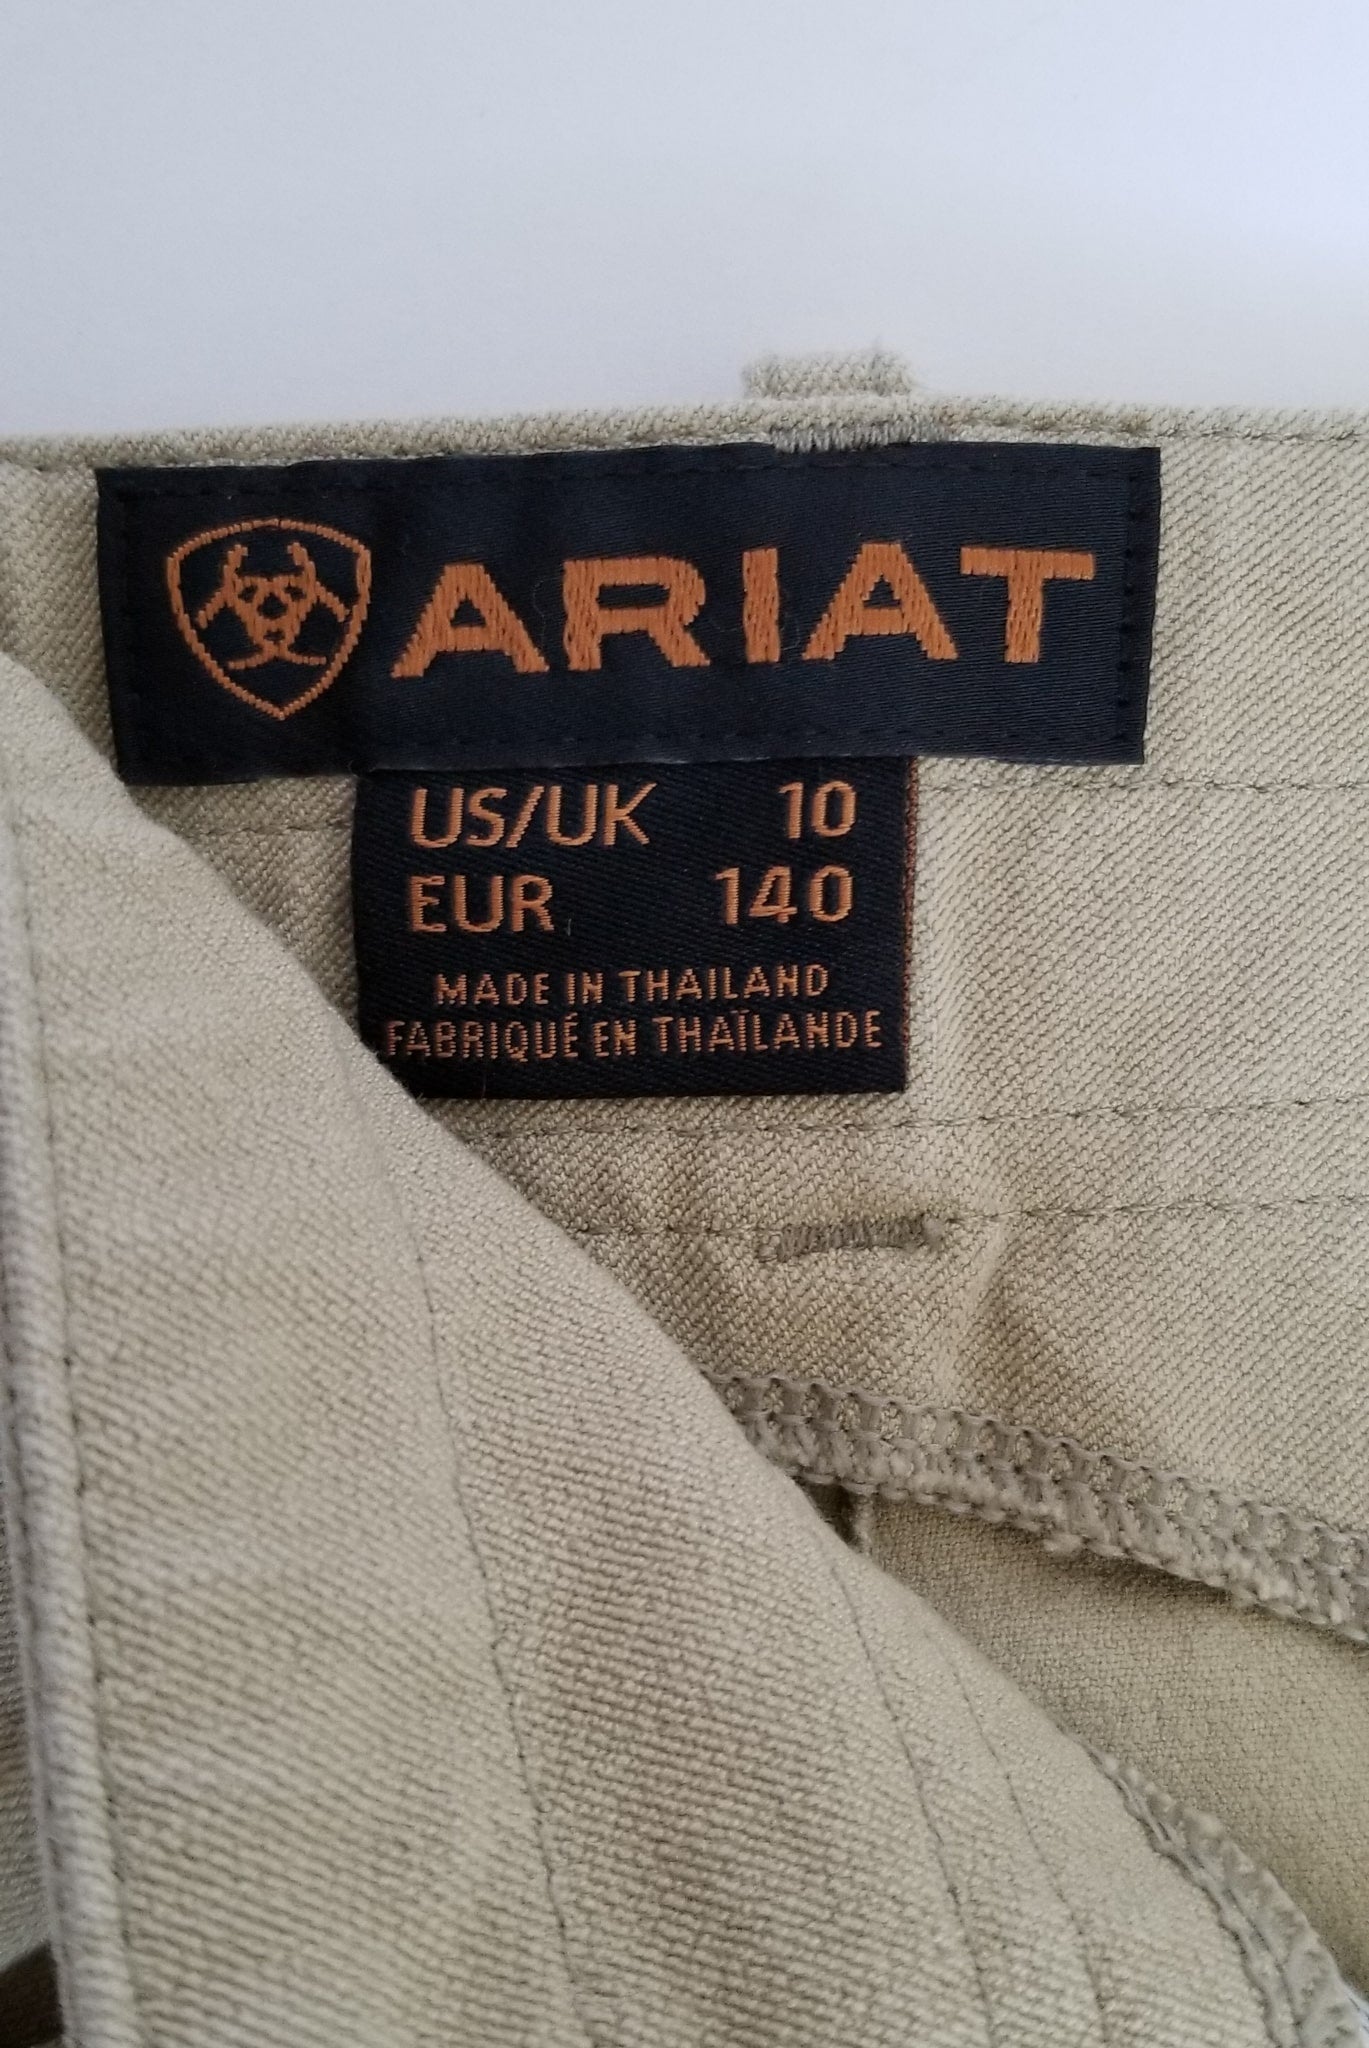 ARIAT
US/UK 10
EUR 140
MADE IN THAILAND
FABRIQUÉ EN THAÏLANDE